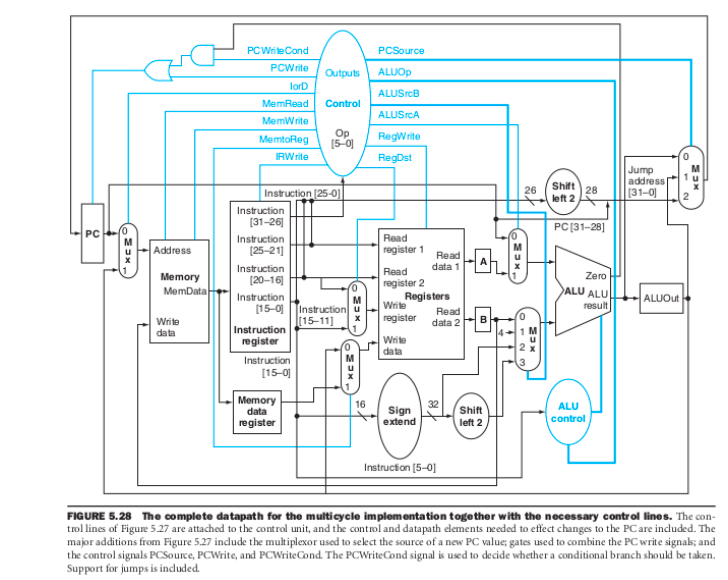 PCWriteCond
PCSource
PCWrite
Outputs
ALUOp
IorD
ALUSrcB
MemRead
Control
ALUSrcA
MemWrite
RegWrite
MemtoReg
Op
[5–0]
IRWrite
RegDst
0
1
2
M
u
x
Jump
address
[31–0]
Instruction [25-0]
26
Shift
left 2
28
PC [31–28]
PC
0
M
u
x
1
Address
Memory
MemData
Write
data
Instruction
[31–26]
Instruction
[25–21]
Instruction
[20–16]
Instruction
[15–0]
Instruction
register
Instruction
[15–0]
Instruction
[15–11]
0
M
u
x
1
0
M
u
x
1
Memory
data
register
Read
register 1
Read
register 2
Registers
Write
register
Write
data
Read
data 1
Read
data 2
A
B
0
M
u
x
1
4
0
1
2
3
M
u
x
Zero
ALU
ALU
result
ALUOut
16
Sign
extend
32
Shift
left 2
ALU
control
Instruction [5–0]
FIGURE 5.28 The complete datapath for the multicycle implementation together with the necessary control lines. The con-
trol lines of Figure 5.27 are attached to the control unit, and the control and datapath elements needed to effect changes to the PC are included. The
major additions from Figure 5.27 include the multiplexor used to select the source of a new PC value; gates used to combine the PC write signals; and
the control signals PCSource, PCWrite, and PCWriteCond. The PCWriteCond signal is used to decide whether a conditional branch should be taken.
Support for jumps is included.